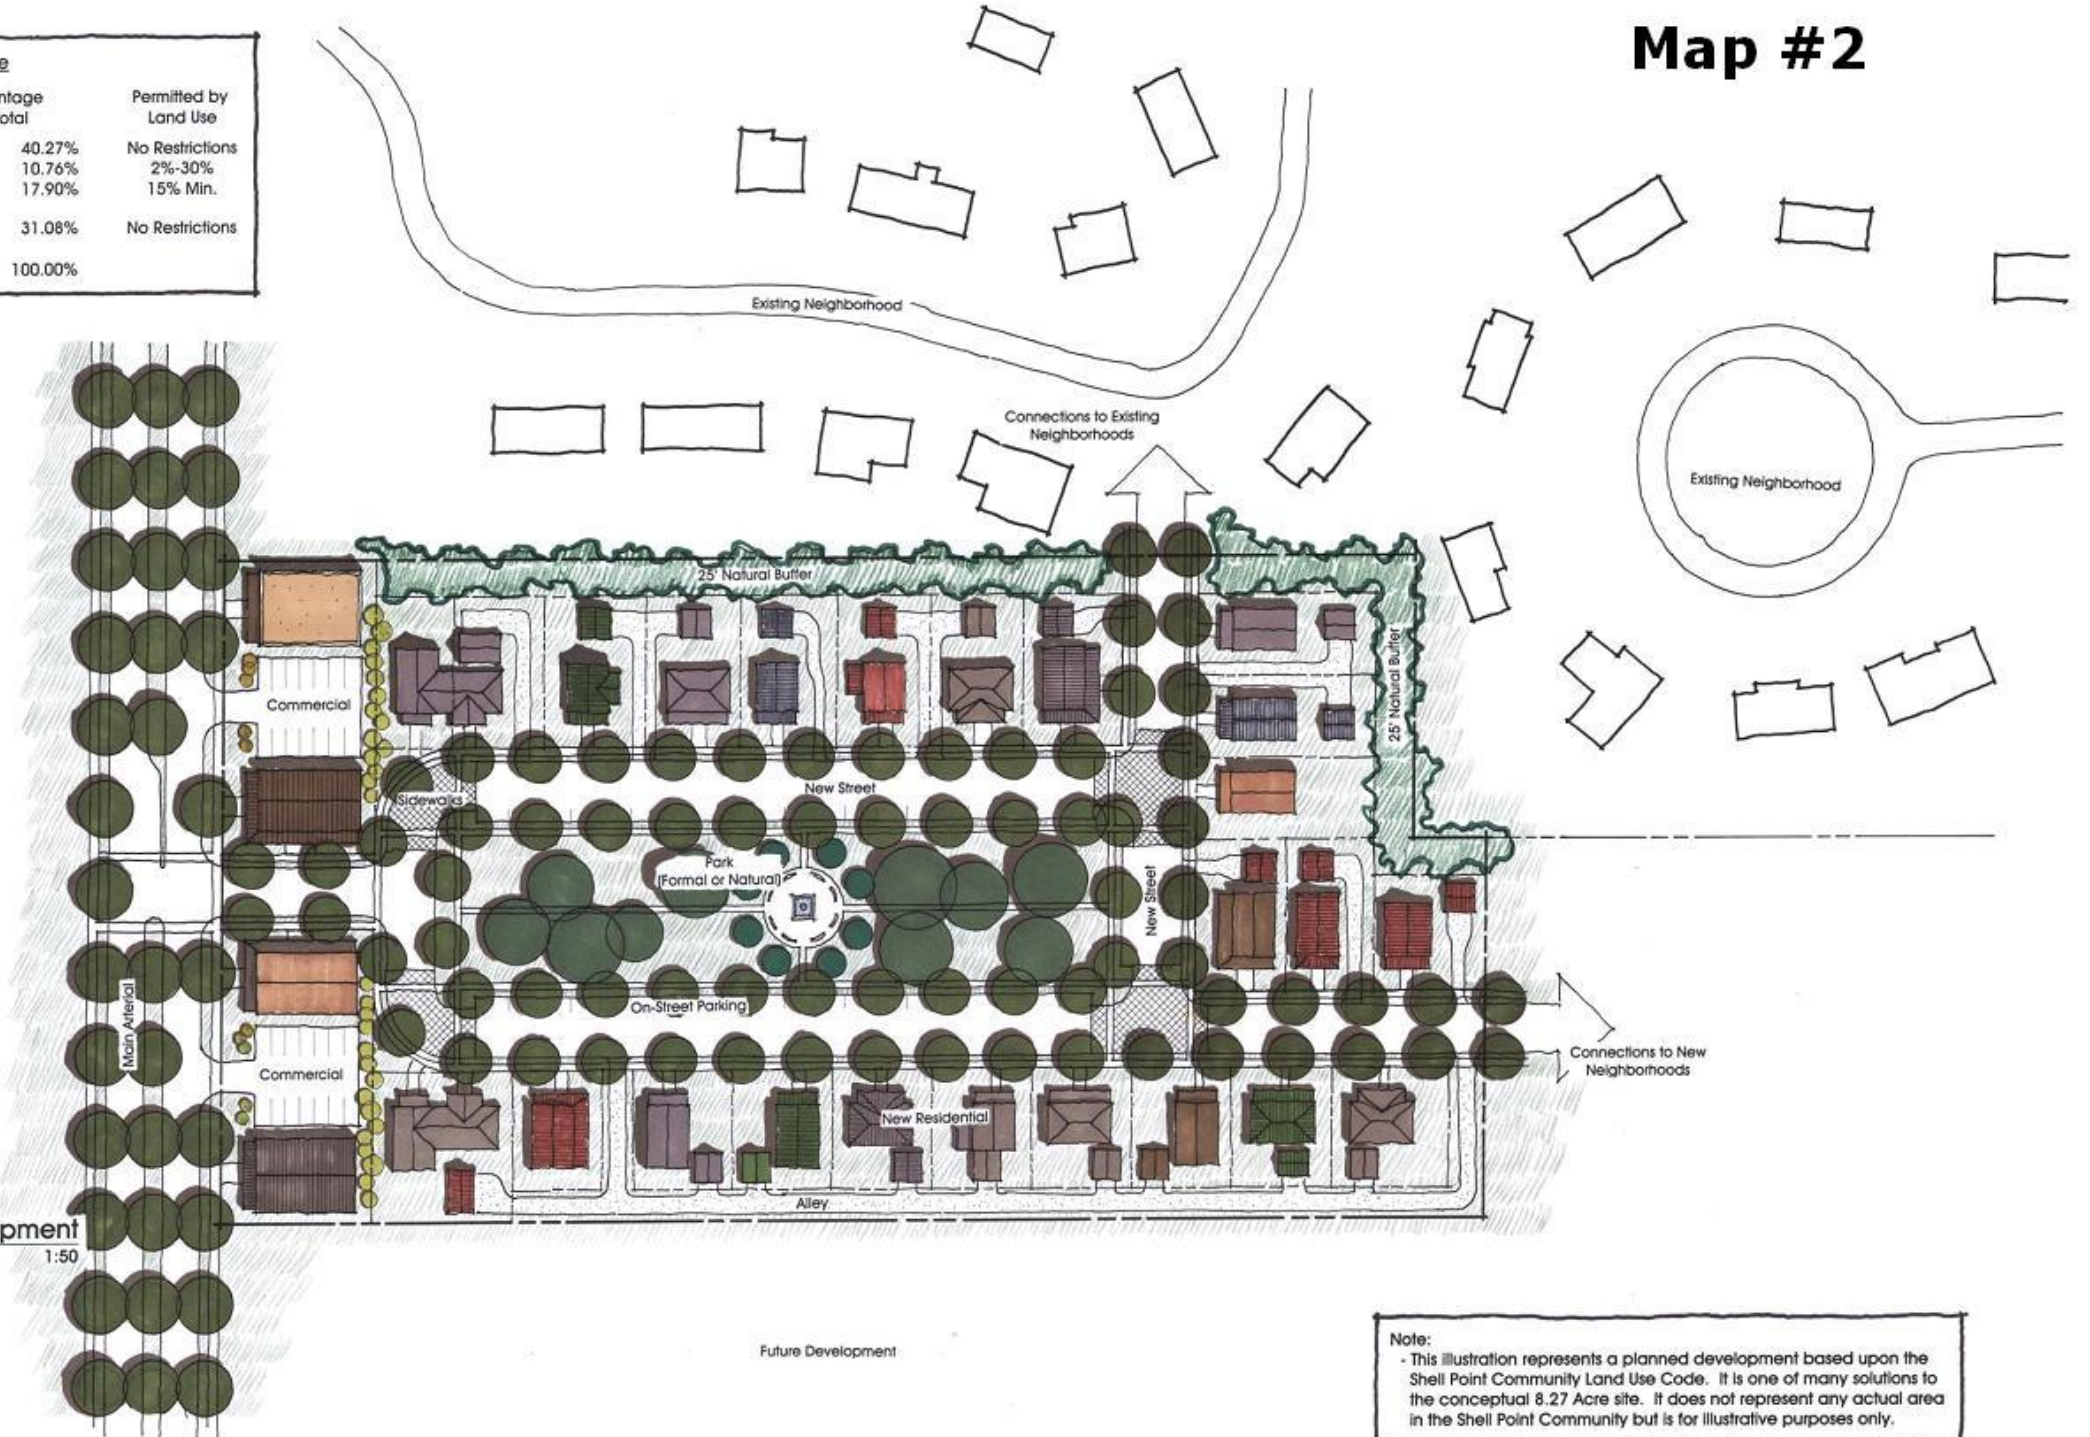 Map #2
e
ntage
otal
Permitted by
Land Use
40.27% No Restrictions
10.76% 2%-30%
17.90% 15% Min.
31.08% No Restrictions
100.00%
Existing Neighborhood
Connections to Existing
Neighborhoods
Existing Neighborhood
25' Natural Buffer
25' Natural Buffer
Commercial
New Street
Sidewalks
Park
(Formal or Natural)
New Street
On-Street Parking
Main Arterial
Commercial
Connections to New
Neighborhoods
New Residential
Alley
pment
1:50
Future Development
Note:
- This illustration represents a planned development based upon the
Shell Point Community Land Use Code. It is one of many solutions to
the conceptual 8.27 Acre site. It does not represent any actual area
in the Shell Point Community but is for illustrative purposes only.